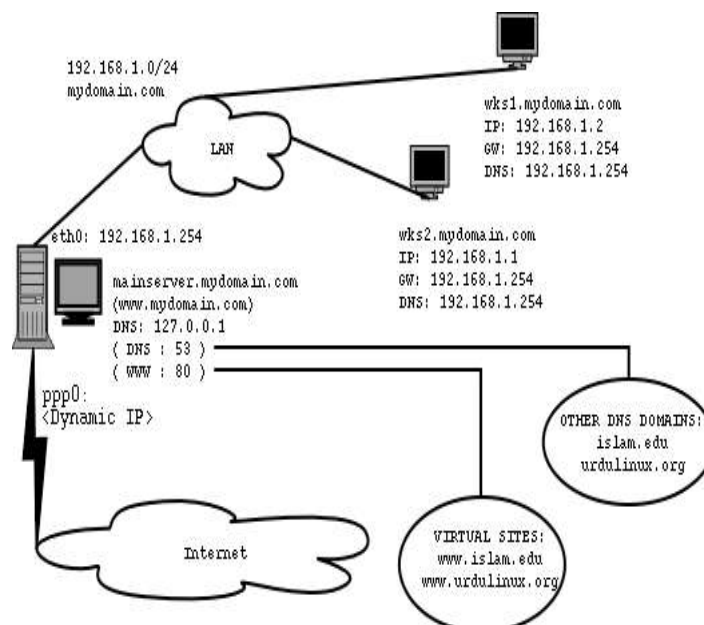 192.168.1.0/24
mydomain.com
LAN
wks1.mydomain.com
IP: 192.168.1.2
GW: 192.168.1.254
DNS: 192.168.1.254
eth0: 192.168.1.254
wks2.mydomain.com
IP: 192.168.1.1
GW: 192.168.1.254
DNS: 192.168.1.254
mainserver.mydomain.com
(www.mydomain.com)
DNS: 127.0.0.1
( DNS : 53 )
( WWW : 80 )
ppp0:
<Dynamic IP>
OTHER DNS DOMAINS:
islam.edu
urdulinux.org
Internet
VIRTUAL SITES:
www.islam.edu
www.urdulinux.org